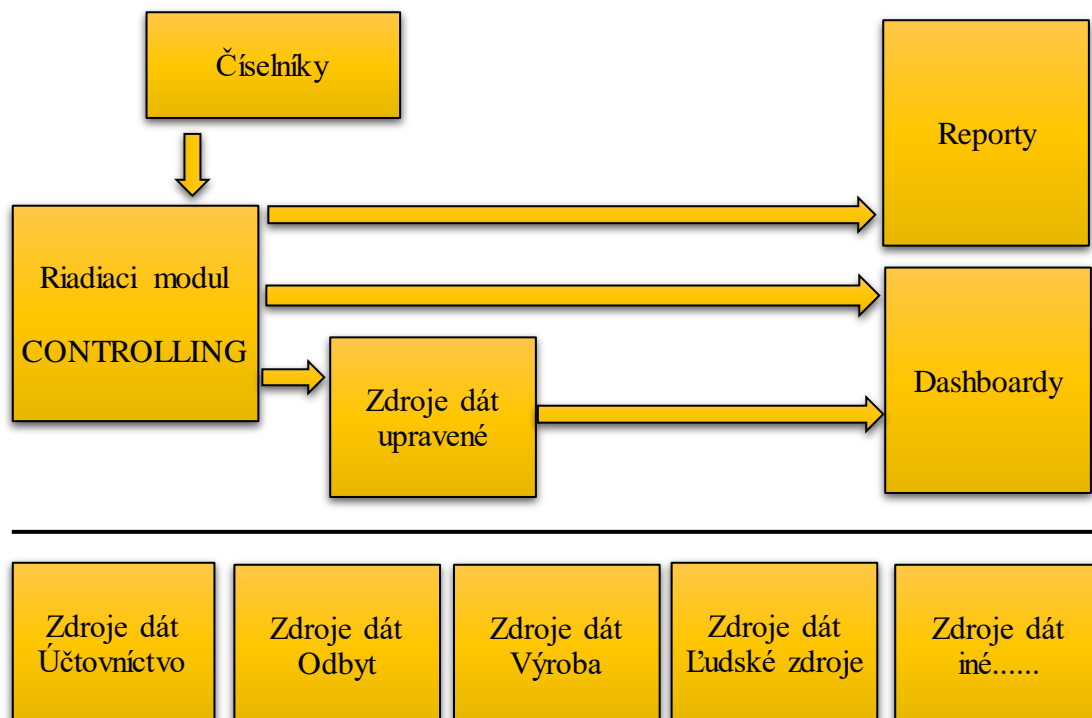 Číselníky
Reporty
Riadiaci modul
CONTROLLING
Zdroje dát
upravené
Dashboardy
Zdroje dát
Účtovníctvo
Zdroje dát
Odbyt
Zdroje dát
Výroba
Zdroje dát
Ľudské zdroje
Zdroje dát
iné......